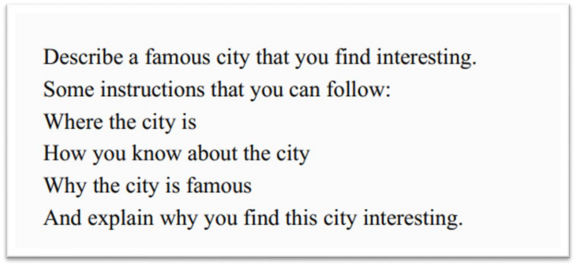 Describe a famous city that you find interesting.
Some instructions that you can follow:
Where the city is
How you know about the city
Why the city is famous
And explain why you find this city interesting.